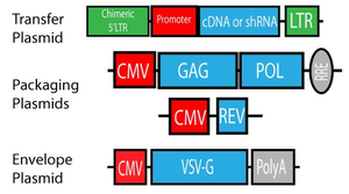 Transfer Plasmid
Chimeric 5'LTR
Promoter
cDNA or shRNA
LTR
Packaging Plasmids
CMV
GAG
POL
RRE
CMV
REV
Envelope Plasmid
CMV
VSV-G
PolyA